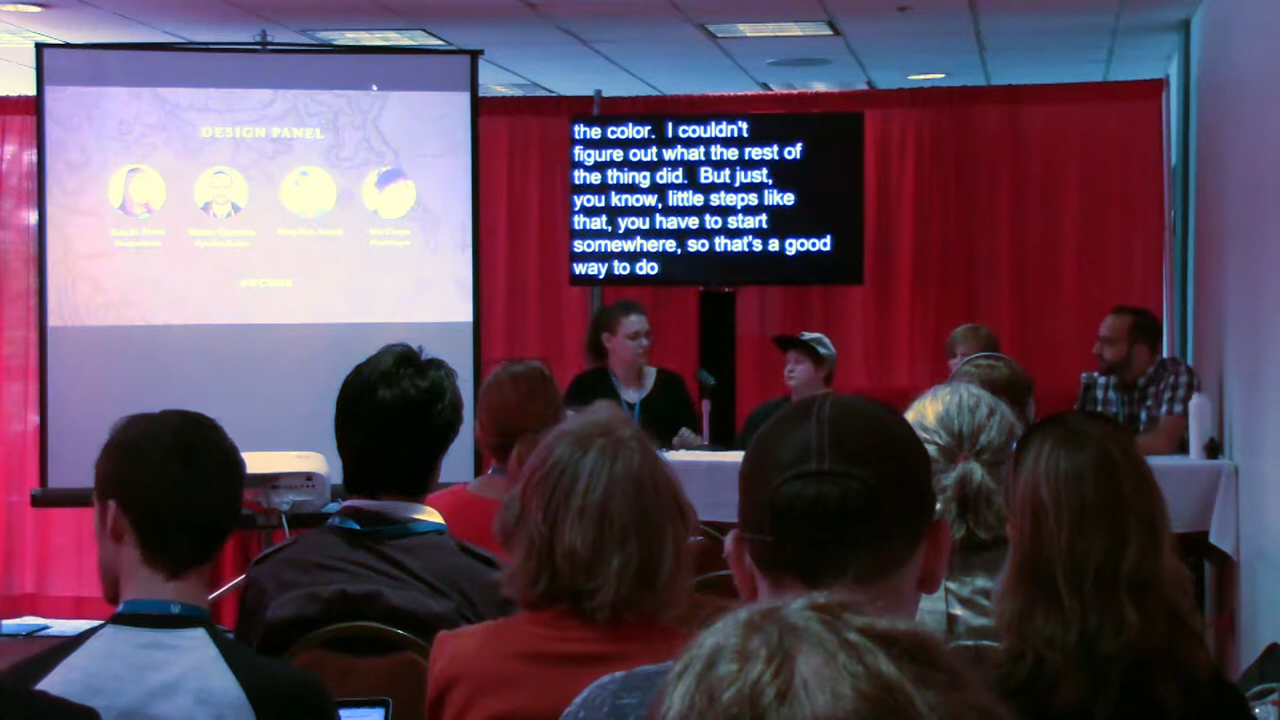 DESIGN PANEL
the color. I couldn't
figure out what the rest of
the thing did. But just,
you know, little steps like
that, you have to start
somewhere, so that's a good
way to do